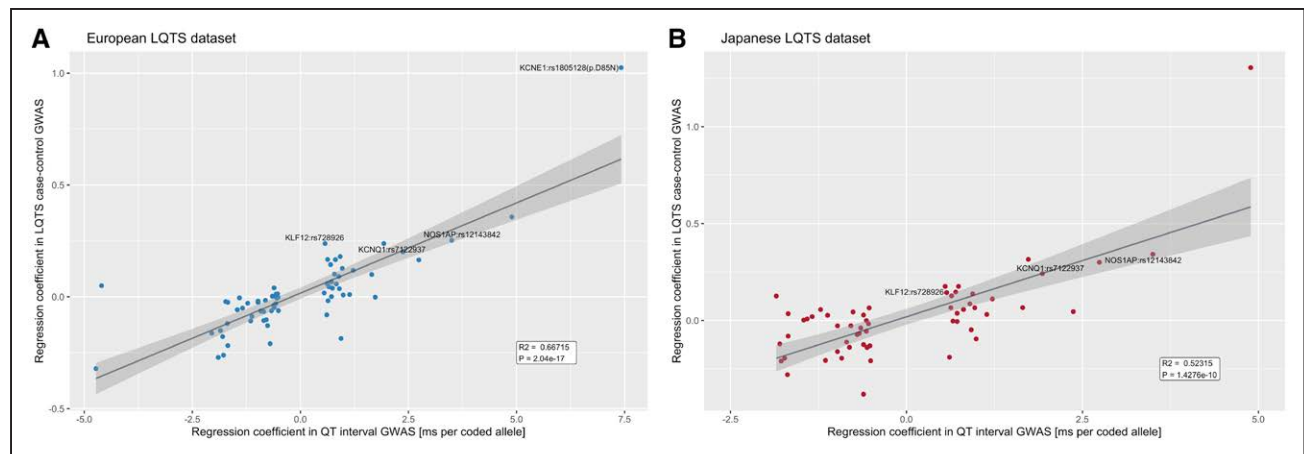 A European LQTS dataset
Regression coefficient in LQTS case-control GWAS
1.0
0.5
0.0
-0.5
KCNE1:rs1805128(p.D85N)
KLF12:rs728926
NOS1AP:rs12143842
KCNQ1:rs7122937
R2 = 0.66715
P = 2.04e-17
-5.0 -2.5 0.0 2.5 5.0 7.5
Regression coefficient in QT interval GWAS [ms per coded allele]
B Japanese LQTS dataset
Regression coefficient in LQTS case-control GWAS
1.0
0.5
0.0
KCNQ1:rs7122937
NOS1AP:rs12143842
KLF12:rs728926
R2 = 0.52315
P = 1.4276e-10
-2.5 0.0 2.5 5.0
Regression coefficient in QT interval GWAS [ms per coded allele]